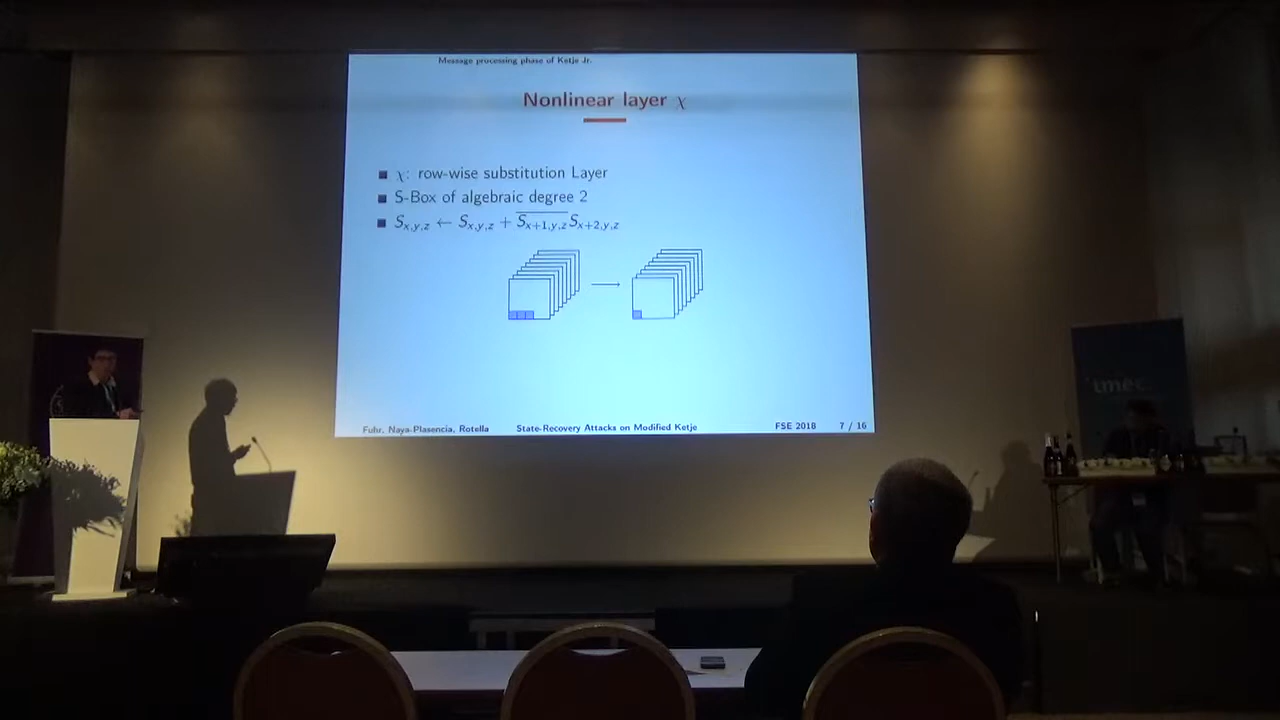 Message processing phase of Ketje Jr.
Nonlinear layer χ
χ: row-wise substitution Layer
S-Box of algebraic degree 2
S_{x,y,z} ← S_{x,y,z} + \overline{S_{x+1,y,z}} S_{x+2,y,z}
Fuhr, Naya-Plasencia, Rotella State-Recovery Attacks on Modified Ketje FSE 2018 7 / 16
imec